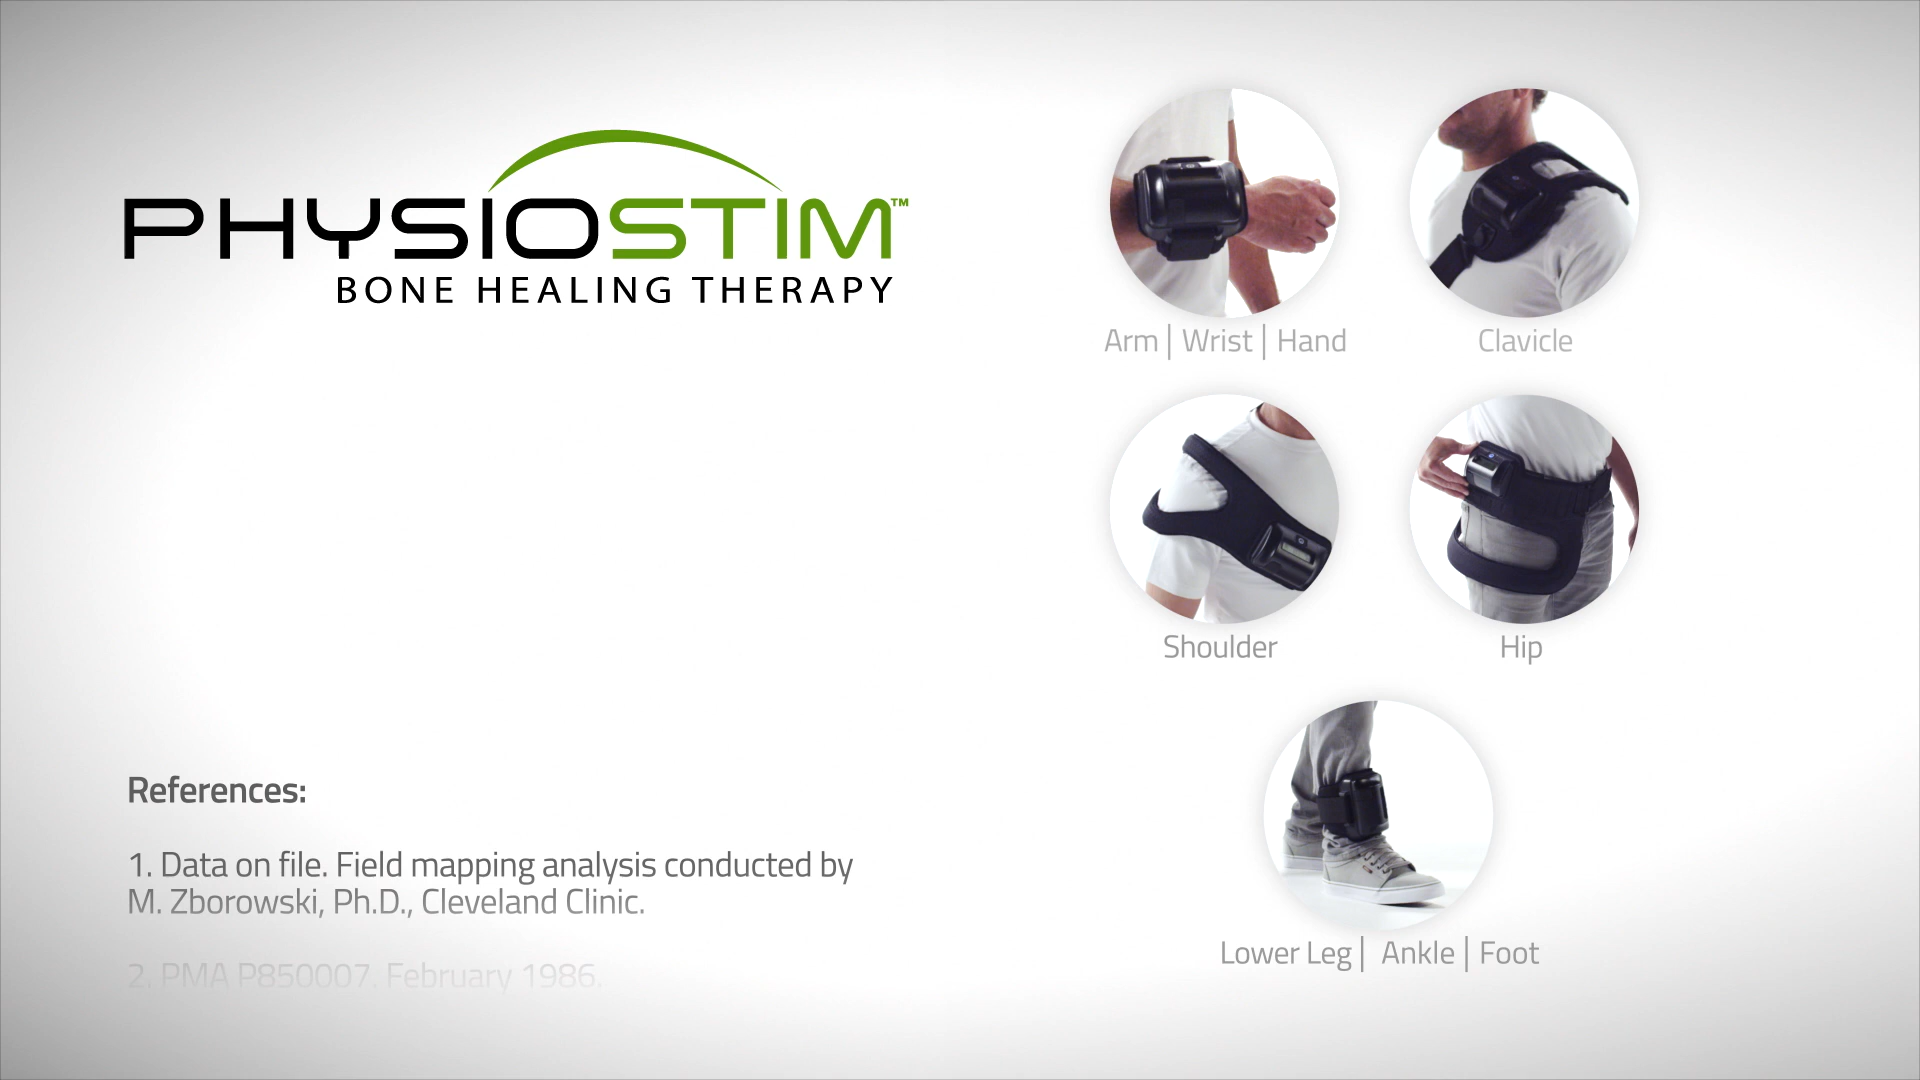 PHYSIOSTIM™
BONE HEALING THERAPY
Arm | Wrist | Hand
Clavicle
Shoulder
Hip
Lower Leg | Ankle | Foot
References:
1. Data on file. Field mapping analysis conducted by
M. Zborowski, Ph.D., Cleveland Clinic.
2. PMA P850007. February 1986.